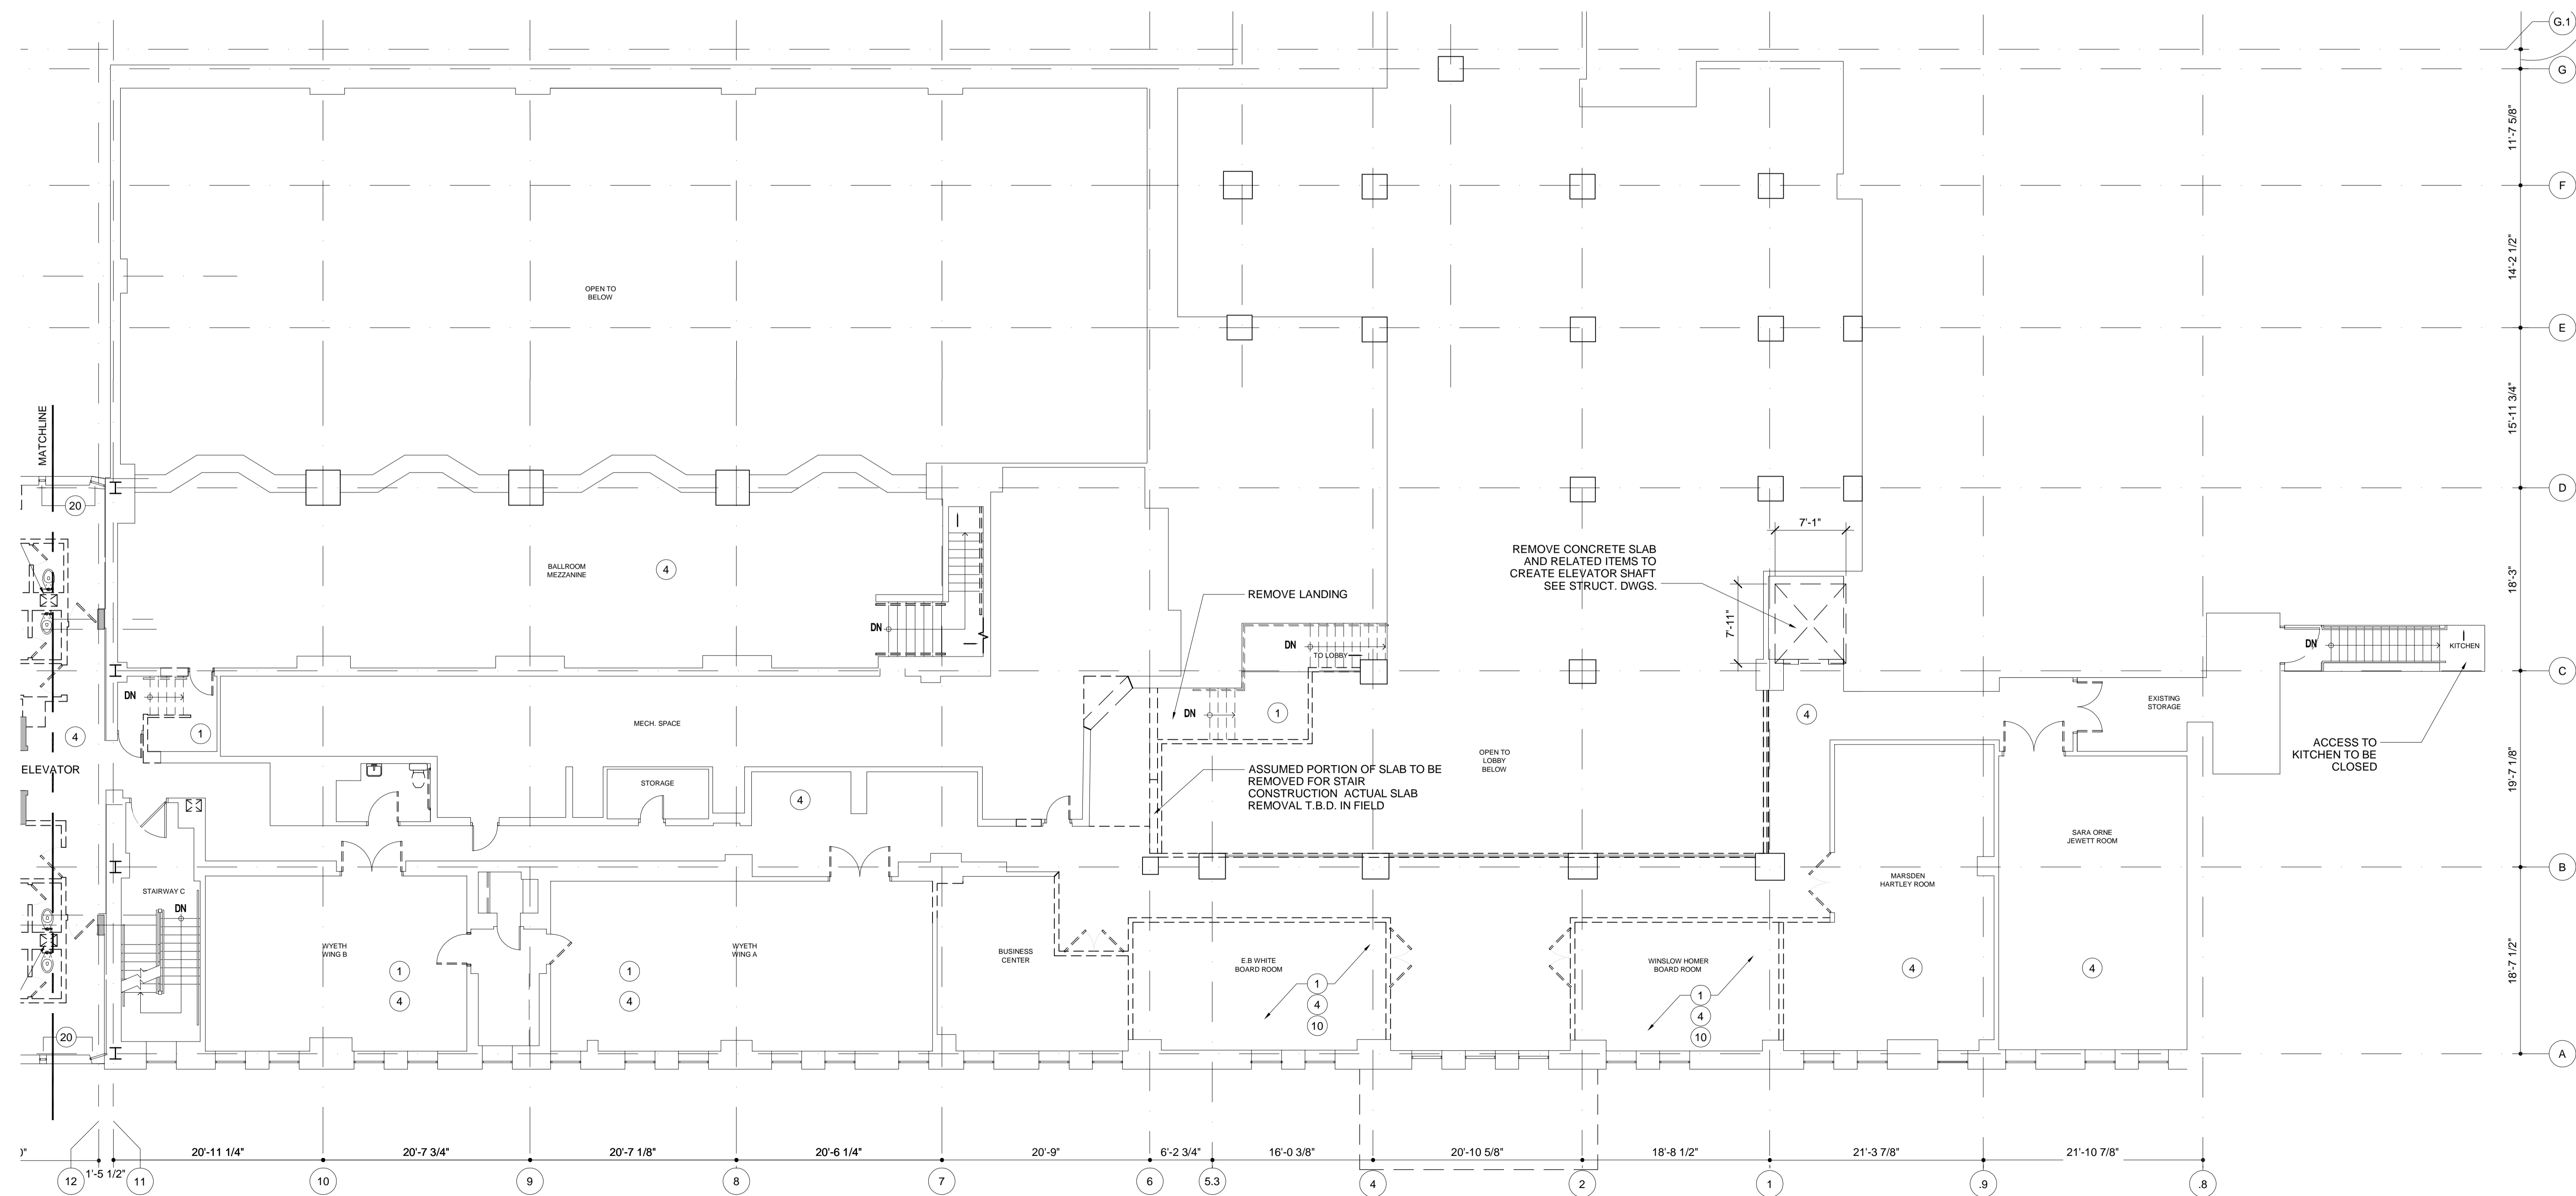 G.1
G
11'-7 5/8"
F
14'-2 1/2"
OPEN TO
BELOW
E
15'-11 3/4"
MATCHLINE
D
20
7'-1"
REMOVE CONCRETE SLAB
AND RELATED ITEMS TO
CREATE ELEVATOR SHAFT
SEE STRUCT. DWGS.
BALLROOM
MEZZANINE
4
18'-3"
REMOVE LANDING
7'-11"
DN
DN
TO LOBBY
DN
KITCHEN
C
DN
DN
1
4
EXISTING
STORAGE
MECH. SPACE
1
4
ACCESS TO
KITCHEN TO BE
CLOSED
OPEN TO
LOBBY
BELOW
ELEVATOR
ASSUMED PORTION OF SLAB TO BE
REMOVED FOR STAIR
CONSTRUCTION ACTUAL SLAB
REMOVAL T.B.D. IN FIELD
STORAGE
4
19'-7 1/8"
SARA ORNE
JEWETT ROOM
B
MARSDEN
HARTLEY ROOM
STAIRWAY C
DN
WYETH
WING B
WYETH
WING A
BUSINESS
CENTER
E.B WHITE
BOARD ROOM
WINSLOW HOMER
BOARD ROOM
18'-7 1/2"
1
4
1
4
1
4
10
1
4
10
4
4
20
A
0"
1'-5 1/2"
20'-11 1/4"
20'-7 3/4"
20'-7 1/8"
20'-6 1/4"
20'-9"
6'-2 3/4"
16'-0 3/8"
20'-10 5/8"
18'-8 1/2"
21'-3 7/8"
21'-10 7/8"
12
11
10
9
8
7
6
5.3
4
2
1
.9
.8